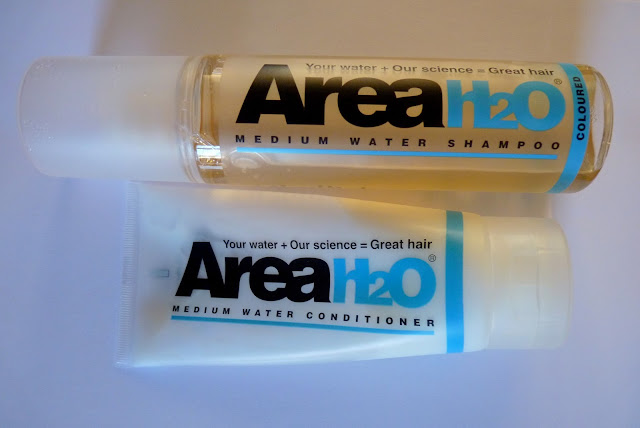 Your water + Our science = Great hair
AreaH2O®
MEDIUM WATER SHAMPOO
COLOURED
Your water + Our science = Great hair
AreaH2O®
MEDIUM WATER CONDITIONER